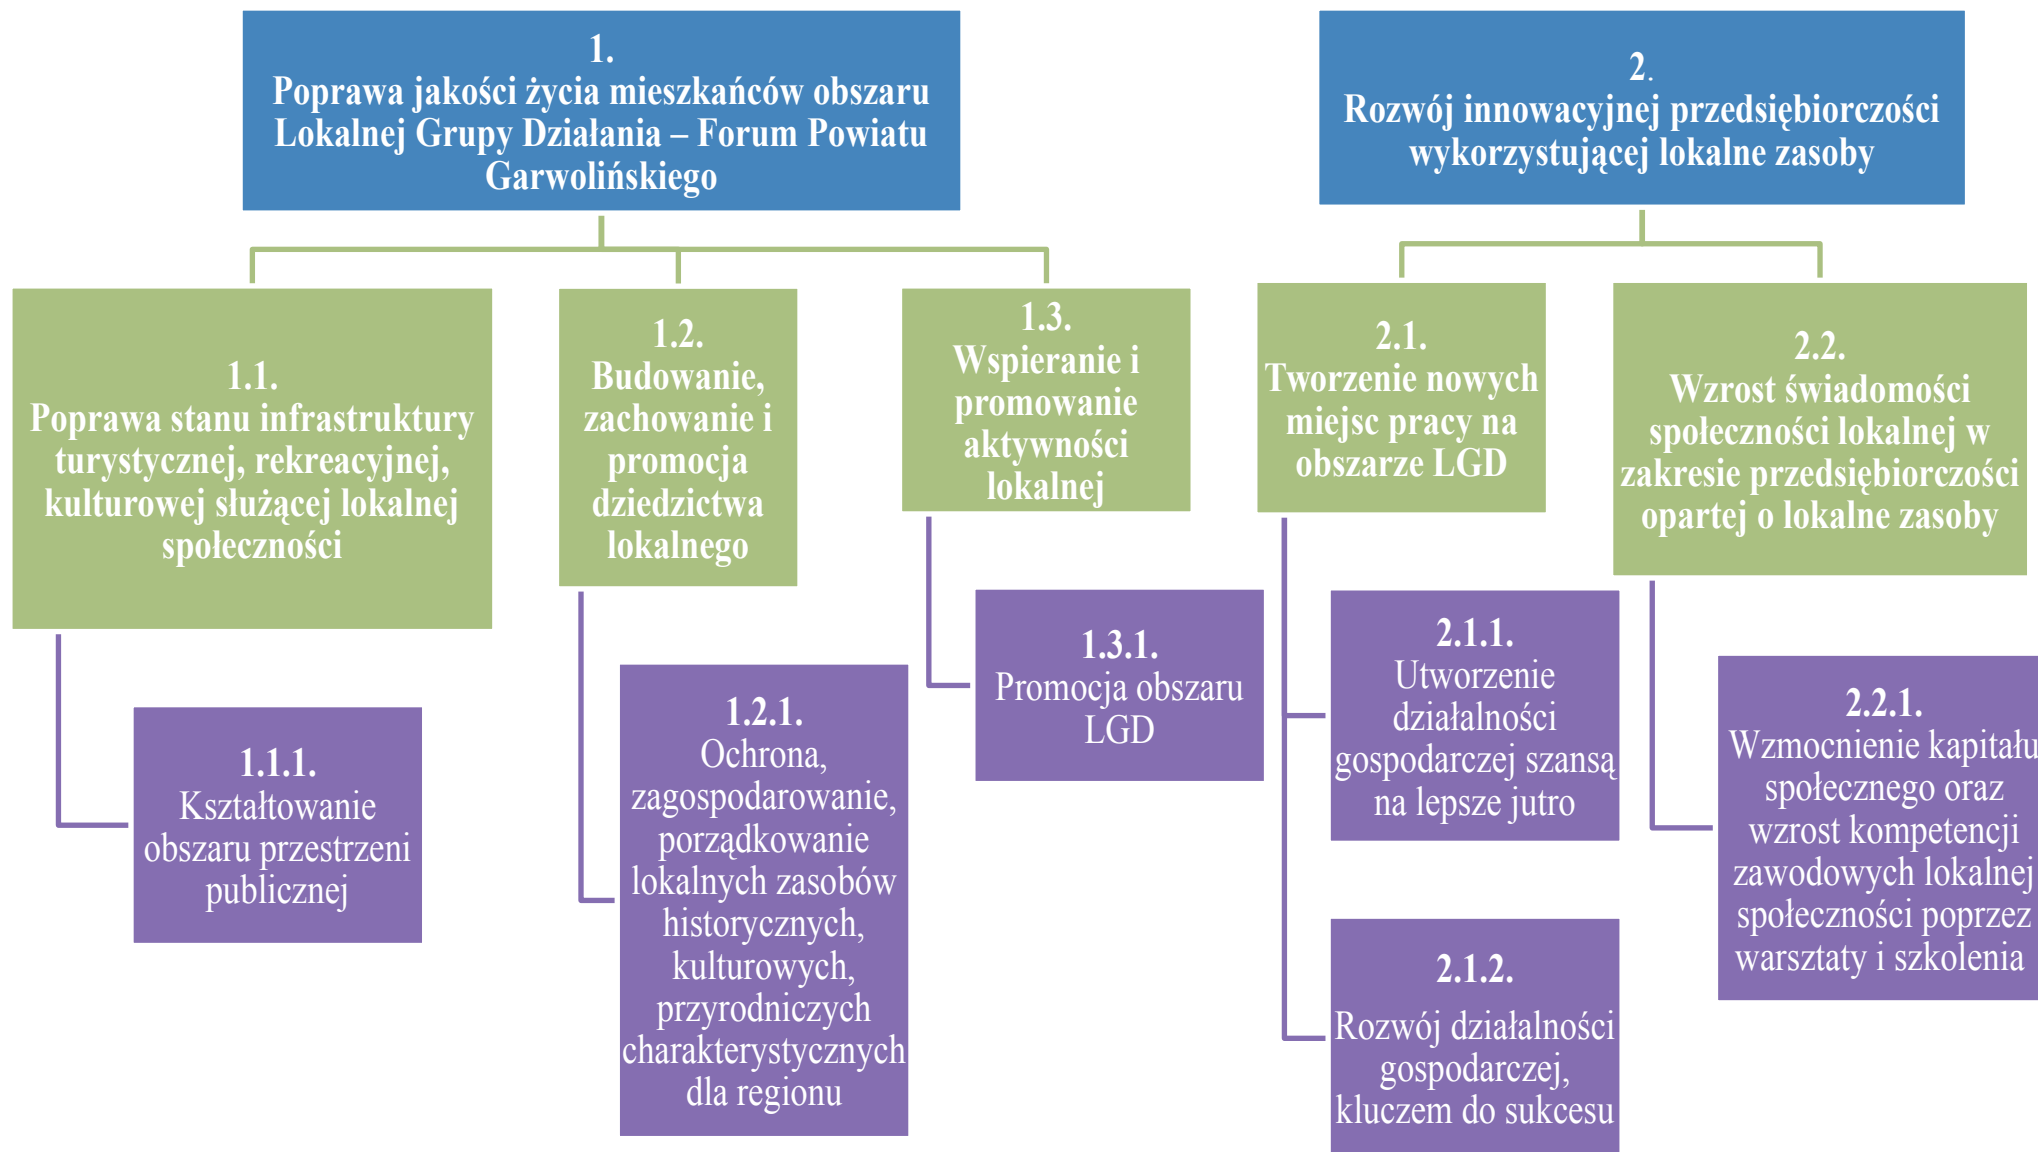 1.
Poprawa jakości życia mieszkańców obszaru
Lokalnej Grupy Działania – Forum Powiatu
Garwolińskiego
2.
Rozwój innowacyjnej przedsiębiorczości
wykorzystującej lokalne zasoby
1.1.
Poprawa stanu infrastruktury
turystycznej, rekreacyjnej,
kulturowej służącej lokalnej
społeczności
1.2.
Budowanie,
zachowanie i
promocja
dziedzictwa
lokalnego
1.3.
Wspieranie i
promowanie
aktywności
lokalnej
2.1.
Tworzenie nowych
miejsc pracy na
obszarze LGD
2.2.
Wzrost świadomości
społeczności lokalnej w
zakresie przedsiębiorczości
opartej o lokalne zasoby
1.1.1.
Kształtowanie
obszaru przestrzeni
publicznej
1.2.1.
Ochrona,
zagospodarowanie,
porządkowanie
lokalnych zasobów
historycznych,
kulturowych,
przyrodniczych
charakterystycznych
dla regionu
1.3.1.
Promocja obszaru
LGD
2.1.1.
Utworzenie
działalności
gospodarczej szansą
na lepsze jutro
2.1.2.
Rozwój działalności
gospodarczej,
kluczem do sukcesu
2.2.1.
Wzmocnienie kapitału
społecznego oraz
wzrost kompetencji
zawodowych lokalnej
społeczności poprzez
warsztaty i szkolenia